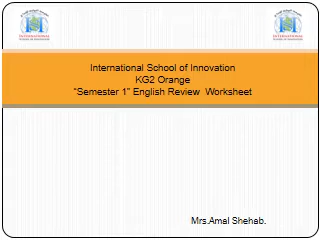 International School of Innovation
KG2 Orange
“Semester 1” English Review  Worksheet
Mrs.Amal Shehab.